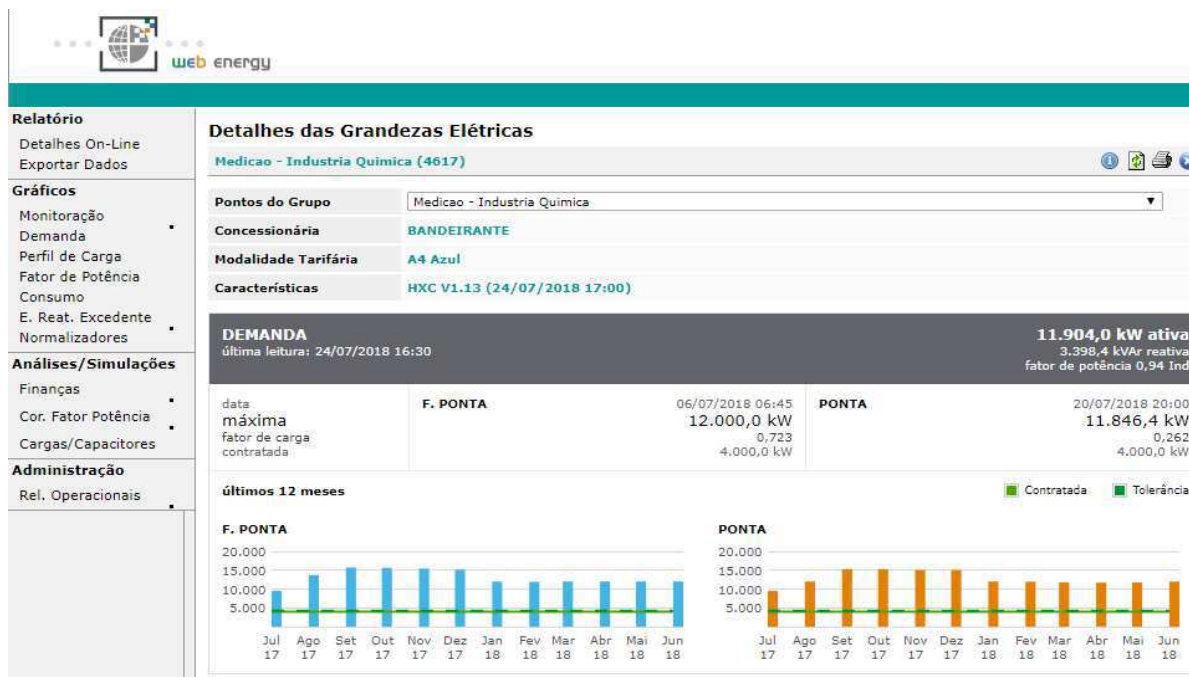 web energy
Relatório
Detalhes On-Line
Exportar Dados
Gráficos
Monitoração
Demanda
Perfil de Carga
Fator de Potência
Consumo
E. Reat. Excedente
Normalizadores
Análises/Simulações
Finanças
Cor. Fator Potência
Cargas/Capacitores
Administração
Rel. Operacionais
Detalhes das Grandezas Elétricas
Medicao - Industria Quimica (4617)
Pontos do Grupo Medicao - Industria Quimica
Concessionária BANDEIRANTE
Modalidade Tarifária A4 Azul
Características HXC V1.13 (24/07/2018 17:00)
DEMANDA 11.904,0 kW ativa
última leitura: 24/07/2018 16:30 3.398,4 kVAr reativa
fator de potência 0,94 Ind
data F. PONTA 06/07/2018 06:45 PONTA 20/07/2018 20:00
máxima 12.000,0 kW 11.846,4 kW
fator de carga 0,723 0,262
contratada 4.000,0 kW 4.000,0 kW
últimos 12 meses Contratada Tolerância
F. PONTA
20.000
15.000
10.000
5.000
Jul Ago Set Out Nov Dez Jan Fev Mar Abr Mai Jun
17 17 17 17 17 17 18 18 18 18 18 18
PONTA
20.000
15.000
10.000
5.000
Jul Ago Set Out Nov Dez Jan Fev Mar Abr Mai Jun
17 17 17 17 17 17 18 18 18 18 18 18